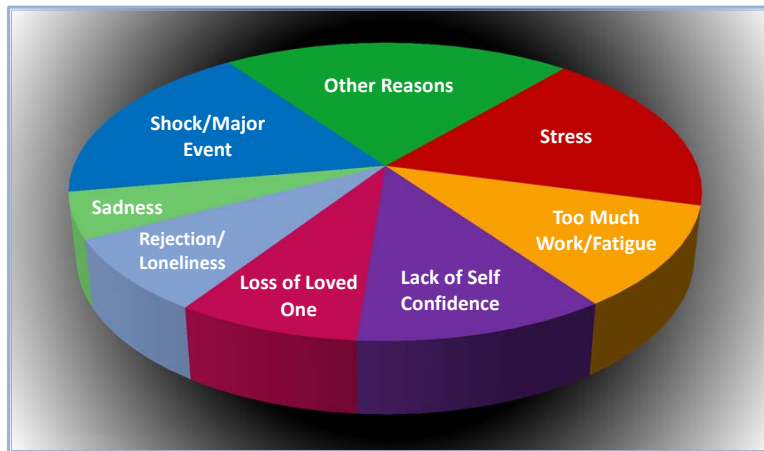 Other Reasons
Stress
Too Much
Work/Fatigue
Lack of Self
Confidence
Loss of Loved
One
Rejection/
Loneliness
Sadness
Shock/Major
Event